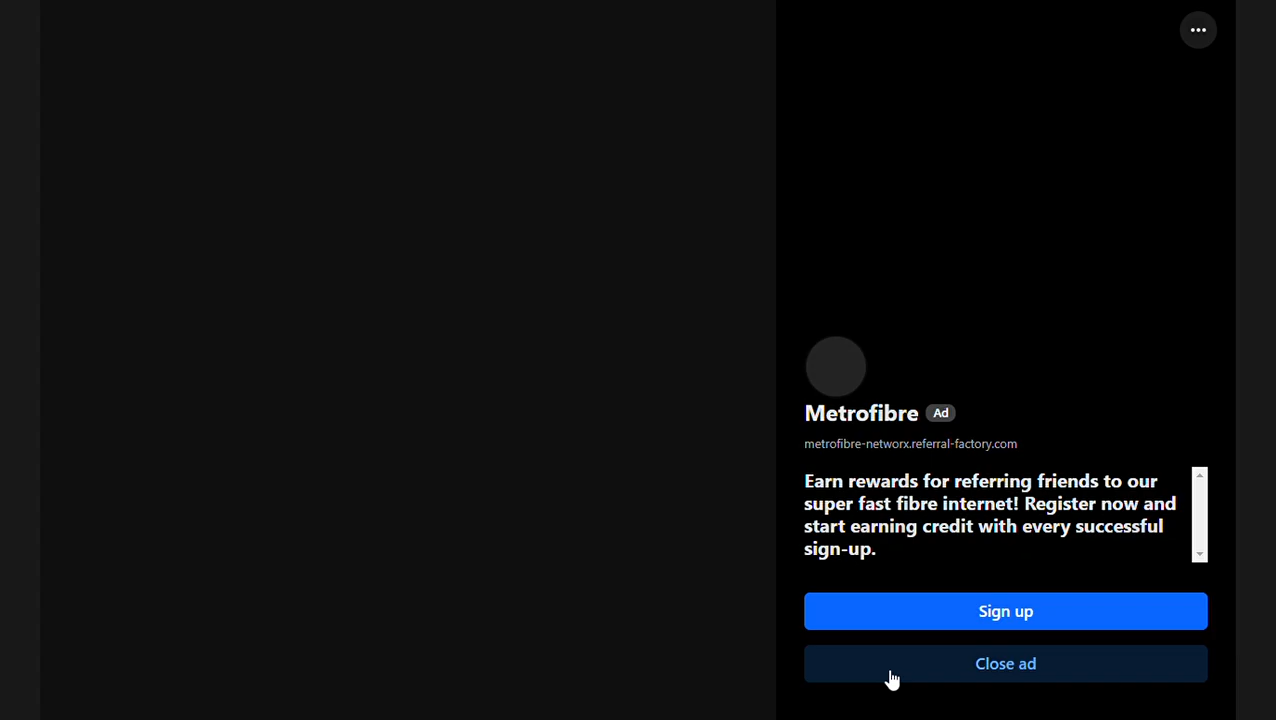 Metrofibre Ad
metrofibre-networx.referral-factory.com
Earn rewards for referring friends to our
super fast fibre internet! Register now and
start earning credit with every successful
sign-up.
Sign up
Close ad